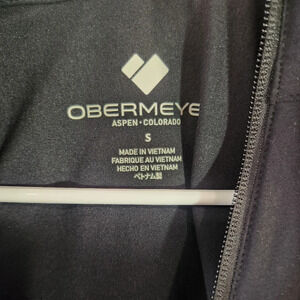 OBERMEYE
ASPEN • COLORADO
S
MADE IN VIETNAM
FABRIQUE AU VIETNAM
HECHO EN VIETNAM
ベトナム製